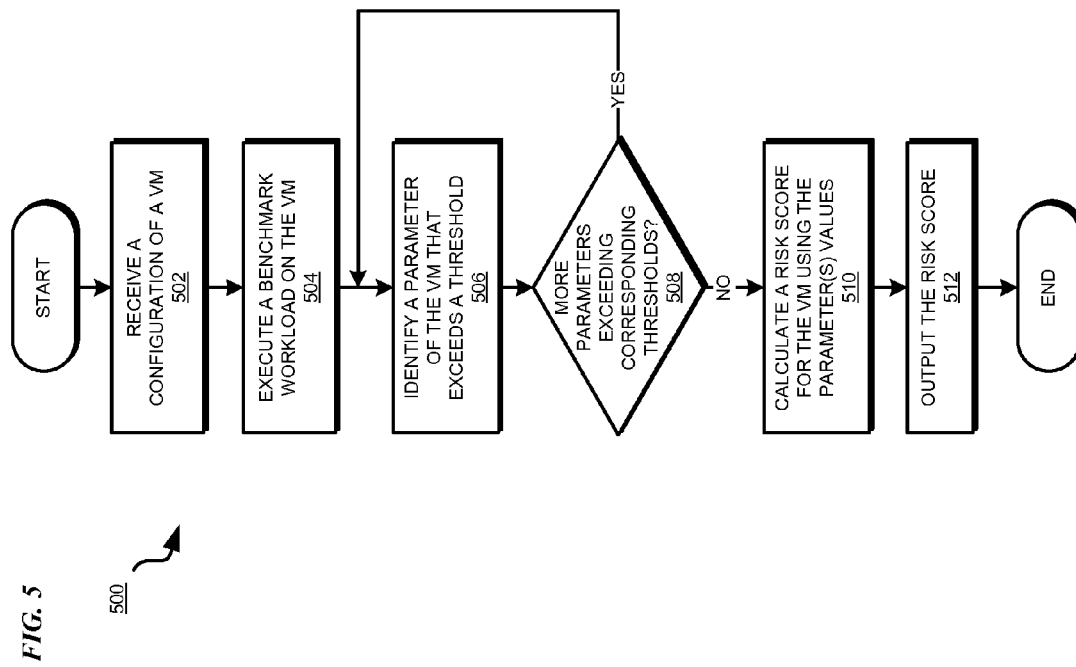 FIG. 5
500
START
RECEIVE A
CONFIGURATION OF A VM
502
EXECUTE A BENCHMARK
WORKLOAD ON THE VM
504
IDENTIFY A PARAMETER
OF THE VM THAT
EXCEEDS A THRESHOLD
506
MORE
PARAMETERS
EXCEEDING
CORRESPONDING
THRESHOLDS?
508
YES
NO
CALCULATE A RISK SCORE
FOR THE VM USING THE
PARAMETER(S) VALUES
510
OUTPUT THE RISK SCORE
512
END